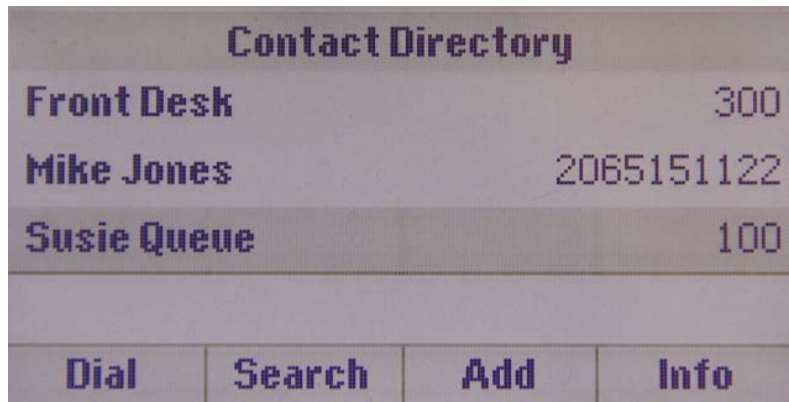 Contact Directory
Front Desk 300
Mike Jones 2065151122
Susie Queue 100
Dial Search Add Info